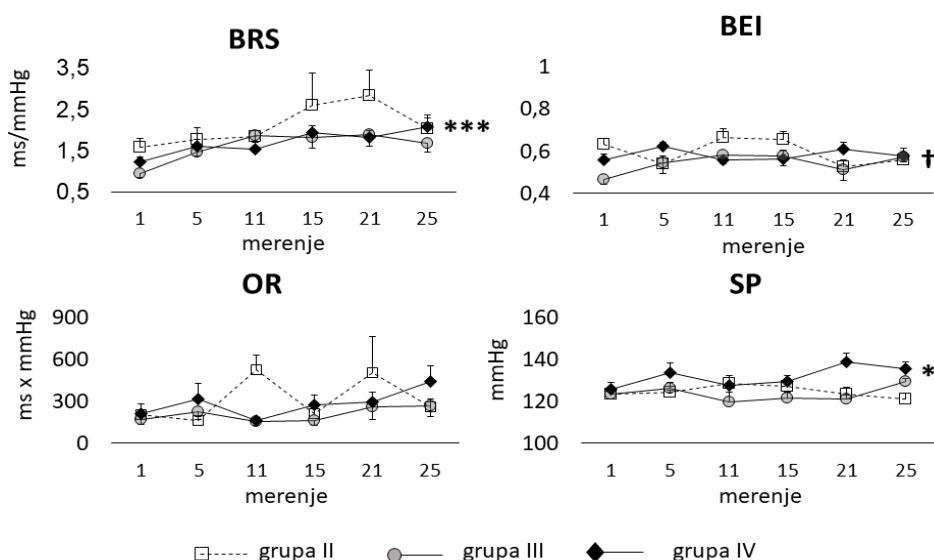 BRS
ms/mmHg
3,5
2,5
1,5
0,5
***
1 5 11 15 21 25
merenje
BEI
1
0,8
0,6
0,4
†
1 5 11 15 21 25
merenje
OR
ms x mmHg
900
600
300
0
1 5 11 15 21 25
merenje
SP
mmHg
160
140
120
100
*
1 5 11 15 21 25
merenje
grupa II grupa III grupa IV